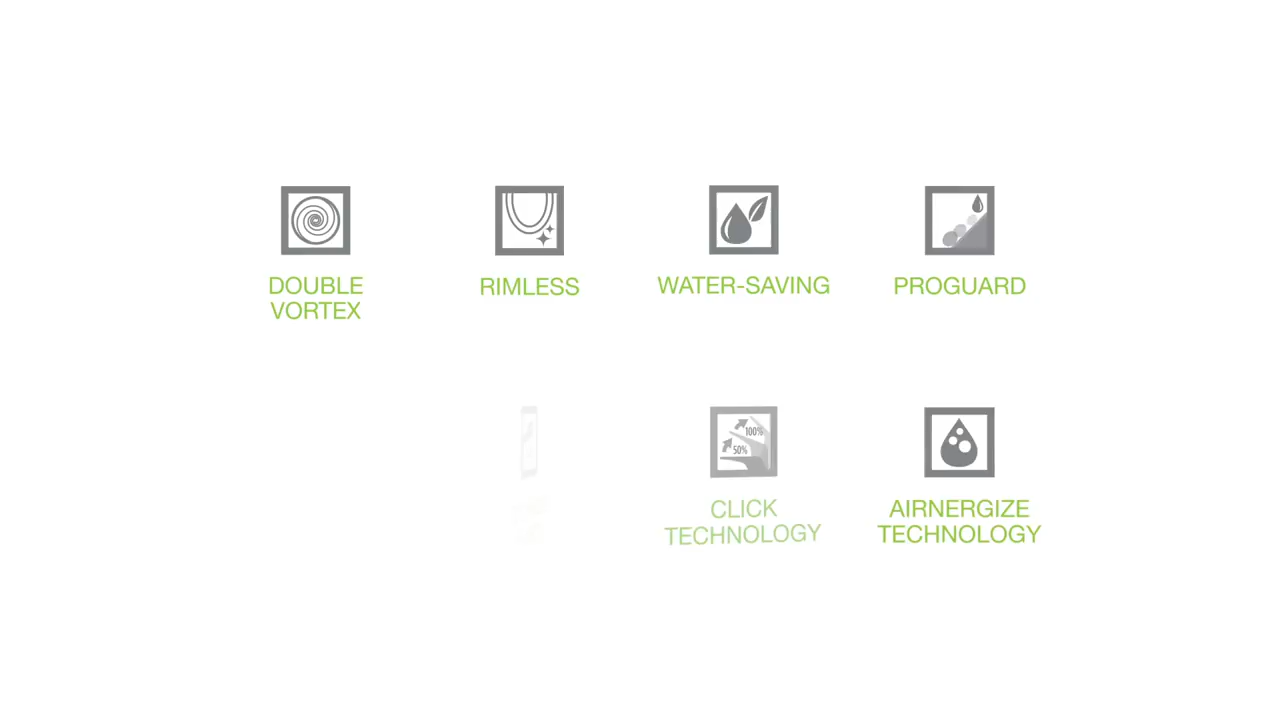 DOUBLE
VORTEX
RIMLESS
WATER-SAVING
PROGUARD
100%
50%
CLICK
TECHNOLOGY
AIRNERGIZE
TECHNOLOGY